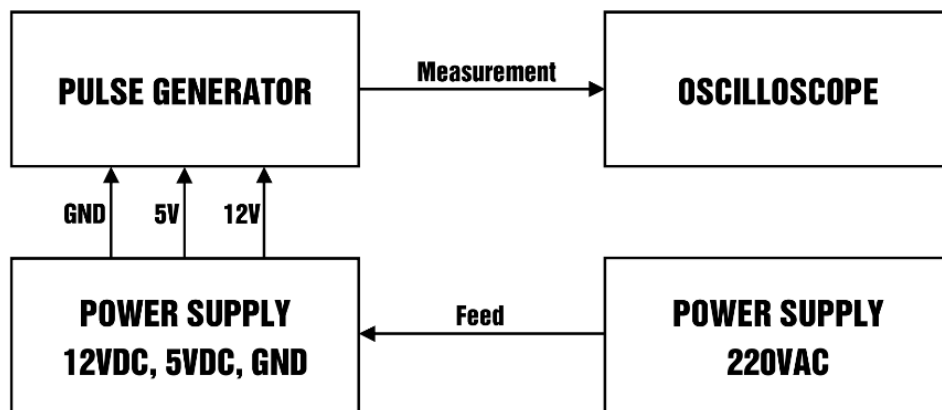 PULSE GENERATOR
Measurement
OSCILLOSCOPE
GND
5V
12V
POWER SUPPLY
12VDC, 5VDC, GND
Feed
POWER SUPPLY
220VAC